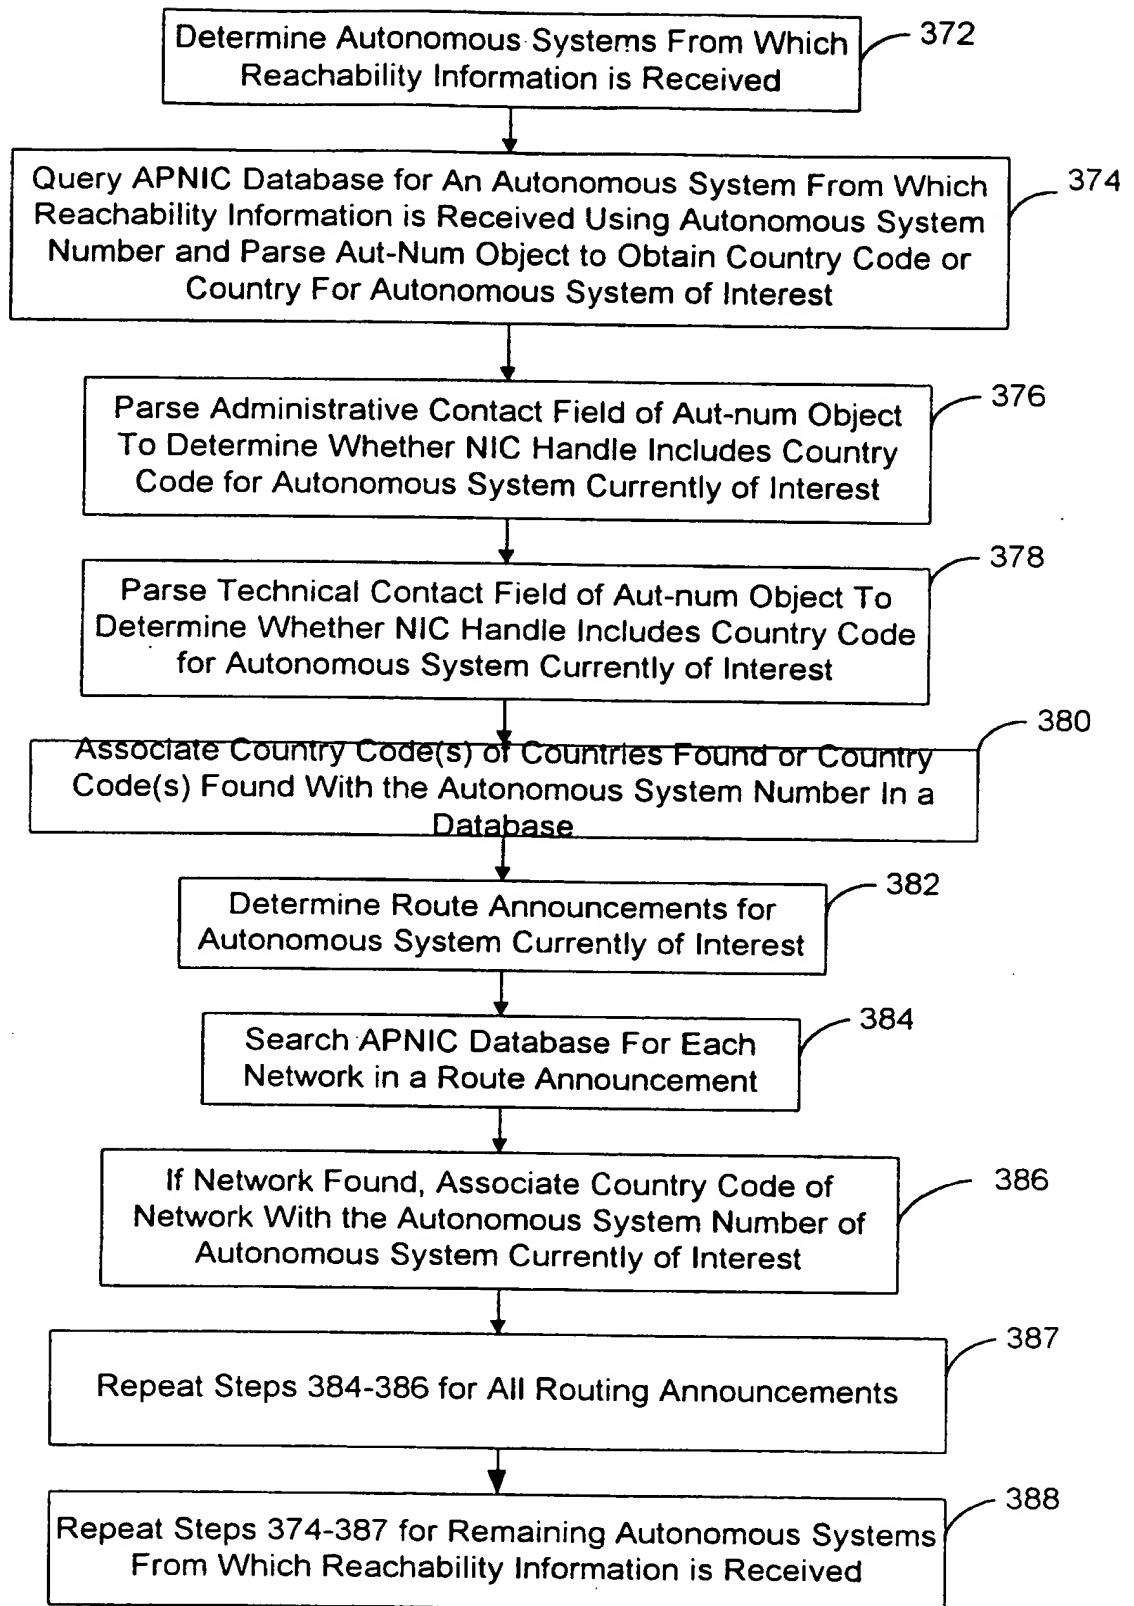 Determine Autonomous Systems From Which
Reachability Information is Received
372
Query APNIC Database for An Autonomous System From Which
Reachability Information is Received Using Autonomous System
Number and Parse Aut-Num Object to Obtain Country Code or
Country For Autonomous System of Interest
374
Parse Administrative Contact Field of Aut-num Object
To Determine Whether NIC Handle Includes Country
Code for Autonomous System Currently of Interest
376
Parse Technical Contact Field of Aut-num Object To
Determine Whether NIC Handle Includes Country Code
for Autonomous System Currently of Interest
378
Associate Country Code(s) of Countries Found or Country
Code(s) Found With the Autonomous System Number In a
Database
380
Determine Route Announcements for
Autonomous System Currently of Interest
382
Search APNIC Database For Each
Network in a Route Announcement
384
If Network Found, Associate Country Code of
Network With the Autonomous System Number of
Autonomous System Currently of Interest
386
Repeat Steps 384-386 for All Routing Announcements
387
Repeat Steps 374-387 for Remaining Autonomous Systems
From Which Reachability Information is Received
388